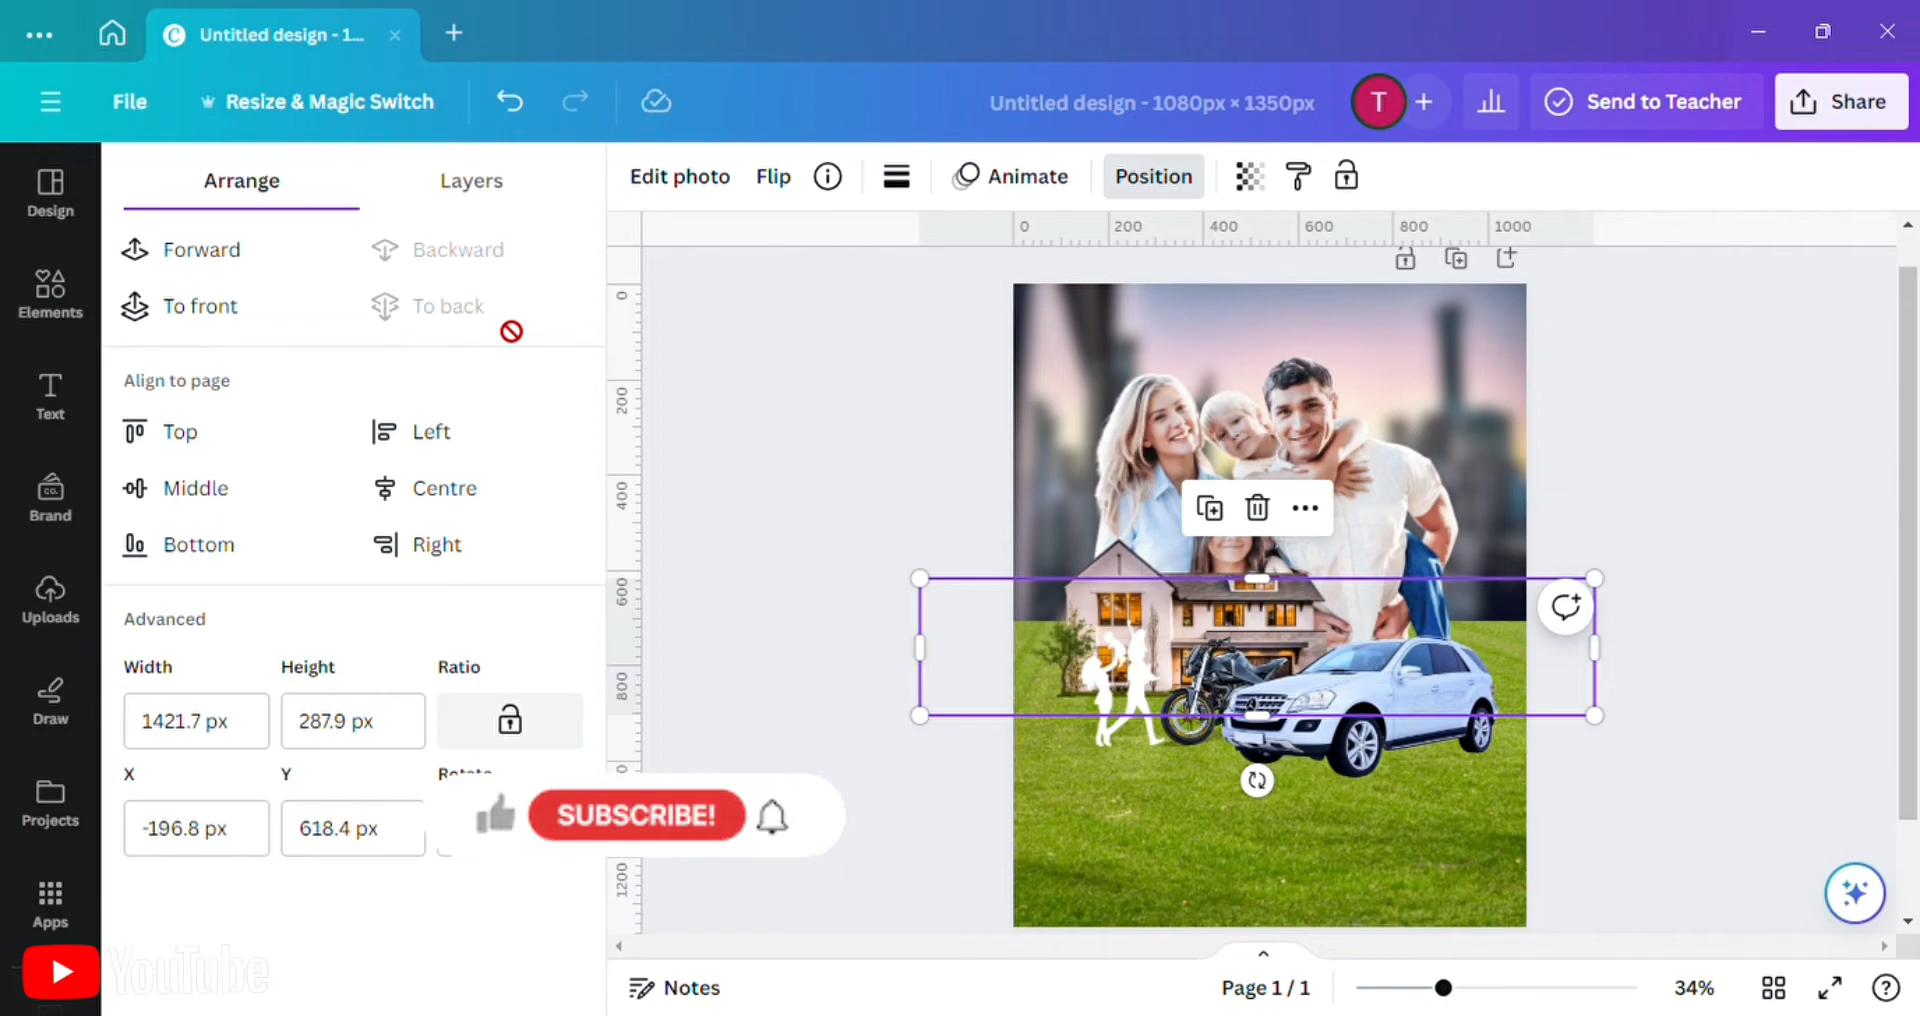 Untitled design - 1...
File
Resize & Magic Switch
Untitled design - 1080px × 1350px
T
Send to Teacher
Share
Design
Elements
Text
Brand
CO.
Uploads
Draw
Projects
Apps
Arrange
Layers
Forward
Backward
To front
To back
Align to page
Top
Left
Middle
Centre
Bottom
Right
Advanced
Width
Height
Ratio
1421.7 px
287.9 px
X
Y
Rotate
-196.8 px
618.4 px
SUBSCRIBE!
YouTube
Edit photo
Flip
Animate
Position
0
200
400
600
800
1000
0
200
400
600
800
0
1200
Notes
Page 1 / 1
34%